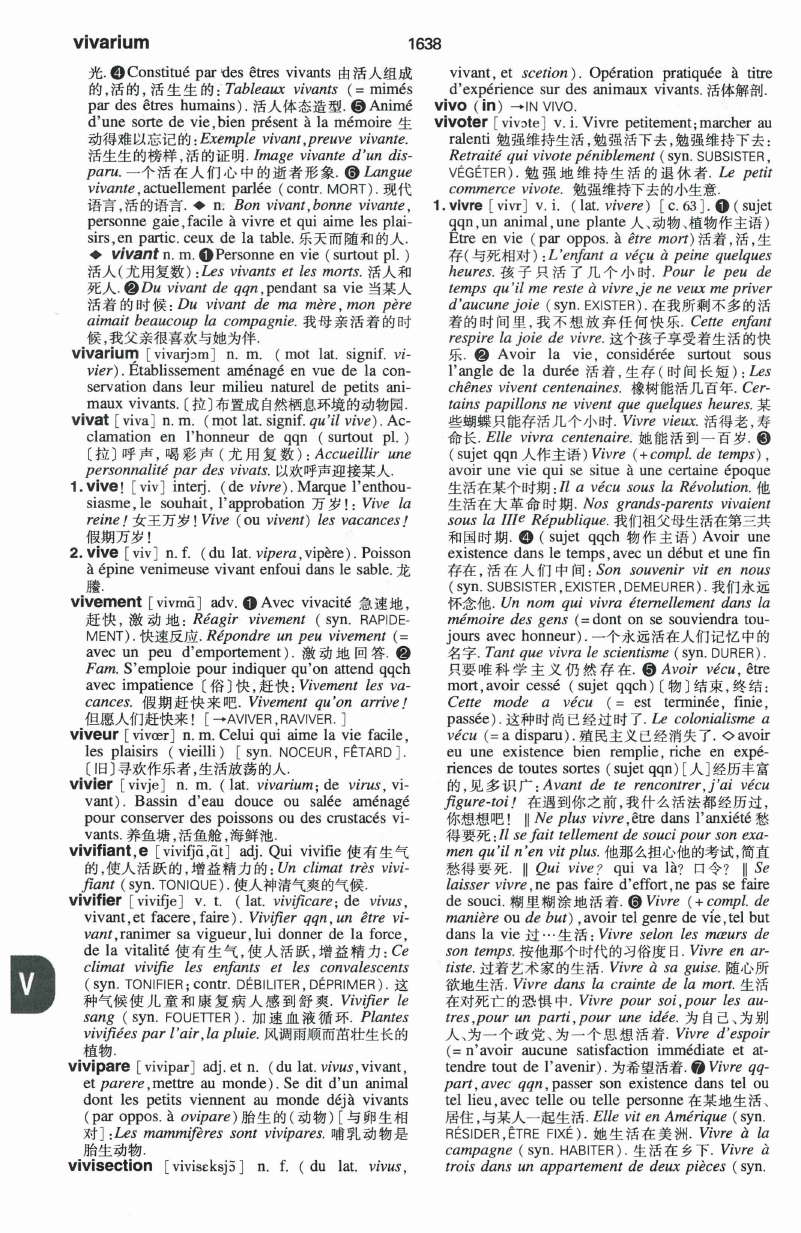 vivarium
1638
光. ❹Constitué par des êtres vivants 由活人组成
的,活的, 活生生的: Tableaux vivants (= mimés
par des êtres humains). 活人体态造型. ❺Animé
d'une sorte de vie, bien présent à la mémoire 生
动得难以忘记的: Exemple vivant, preuve vivante.
活生生的榜样,活的证明. Image vivante d'un dis-
paru. 一个活在人们心中的逝者形象. ❻ Langue
vivante, actuellement parlée (contr. MORT). 现代
语言,活的语言. ◆ n. Bon vivant, bonne vivante,
personne gaie, facile à vivre et qui aime les plai-
sirs, en partic. ceux de la table. 乐天而随和的人.
◆ vivant n. m. ❶Personne en vie (surtout pl. )
活人(尤用复数) :Les vivants et les morts. 活人和
死人. ❷Du vivant de qqn, pendant sa vie 当某人
活着的时候: Du vivant de ma mère, mon père
aimait beaucoup la compagnie. 我母亲活着的时
候,我父亲很喜欢与她为伴.
vivarium [vivarjɔm] n. m. ( mot lat. signif. vi-
vier). Établissement aménagé en vue de la con-
servation dans leur milieu naturel de petits ani-
maux vivants.〔拉〕布置成自然栖息环境的动物园.
vivat [viva] n. m. (mot lat. signif. qu'il vive). Ac-
clamation en l'honneur de qqn ( surtout pl. )
〔拉〕呼声, 喝彩声(尤用复数): Accueillir une
personnalité par des vivats. 以欢呼声迎接某人.
1. vive! [viv] interj. (de vivre). Marque l'enthou-
siasme, le souhait, l'approbation 万岁!: Vive la
reine! 女王万岁! Vive (ou vivent) les vacances!
假期万岁!
2. vive [viv] n. f. (du lat. vipera, vipère). Poisson
à épine venimeuse vivant enfoui dans le sable. 龙
䲢.
vivement [vivmɑ̃] adv. ❶ Avec vivacité 急速地,
赶快, 激动地: Réagir vivement ( syn. RAPIDE-
MENT). 快速反应. Répondre un peu vivement (=
avec un peu d'emportement). 激动地回答. ❷
Fam. S'emploie pour indiquer qu'on attend qqch
avec impatience [俗]快,赶快: Vivement les va-
cances. 假期赶快来吧. Vivement qu'on arrive!
但愿人们赶快来! [→AVIVER, RAVIVER. ]
viveur [vivœr] n. m. Celui qui aime la vie facile,
les plaisirs ( vieilli) [ syn. NOCEUR, FÊTARD ].
[旧]寻欢作乐者,生活放荡的人.
vivier [vivje] n. m. ( lat. vivarium; de virus, vi-
vant). Bassin d'eau douce ou salée aménagé
pour conserver des poissons ou des crustacés vi-
vants. 养鱼塘,活鱼舱,海鲜池.
vivifiant, e [vivifjɑ̃,ɑ̃t] adj. Qui vivifie 使有生气
的,使人活跃的,增益精力的: Un climat très vivi-
fiant (syn. TONIQUE). 使人神清气爽的气候.
vivifier [vivifje] v. t. ( lat. vivificare; de vivus,
vivant, et facere, faire). Vivifier qqn, un être vi-
vant, ranimer sa vigueur, lui donner de la force,
de la vitalité 使有生气,使人活跃,增益精力: Ce
climat vivifie les enfants et les convalescents
(syn. TONIFIER; contr. DÉBILITER, DÉPRIMER). 这
种气候使儿童和康复病人感到舒爽. Vivifier le
sang ( syn. FOUETTER). 加速血液循环. Plantes
vivifiées par l'air, la pluie. 风调雨顺而茁壮生长的
植物.
vivipare [vivipar] adj. et n. (du lat. vivus, vivant,
et parere, mettre au monde). Se dit d'un animal
dont les petits viennent au monde déjà vivants
(par oppos. à ovipare) 胎生的(动物)[与卵生相
对]: Les mammifères sont vivipares. 哺乳动物是
胎生动物.
vivisection [vivisɛksjɔ̃] n. f. ( du lat. vivus,
vivant, et scetion). Opération pratiquée à titre
d'expérience sur des animaux vivants. 活体解剖.
vivo (in) →IN VIVO.
vivoter [vivɔte] v. i. Vivre petitement; marcher au
ralenti 勉强维持生活,勉强活下去,勉强维持下去:
Retraité qui vivote péniblement (syn. SUBSISTER,
VÉGÉTER). 勉强地维持生活的退休者. Le petit
commerce vivote. 勉强维持下去的小生意.
1. vivre [vivr] v. i. (lat. vivere) [c. 63]. ❶ (sujet
qqn, un animal, une plante 人、动物、植物作主语)
Être en vie (par oppos. à être mort)活着,活,生
存(与死相对): L'enfant a véçu à peine quelques
heures. 孩子只活了几个小时. Pour le peu de
temps qu'il me reste à vivre, je ne veux me priver
d'aucune joie (syn. EXISTER). 在我所剩不多的活
着的时间里,我不想放弃任何快乐. Cette enfant
respire la joie de vivre. 这个孩子享受着生活的快
乐. ❷ Avoir la vie, considérée surtout sous
l'angle de la durée 活着,生存(时间长短): Les
chênes vivent centenaines. 橡树能活几百年. Cer-
tains papillons ne vivent que quelques heures. 某
些蝴蝶只能存活几个小时. Vivre vieux. 活得老,寿
命长. Elle vivra centenaire. 她能活到一百岁. ❸
(sujet qqn 人作主语) Vivre (+compl. de temps),
avoir une vie qui se situe à une certaine époque
生活在某个时期: Il a vécu sous la Révolution. 他
生活在大革命时期. Nos grands-parents vivaient
sous la IIIe République. 我们祖父母生活在第三共
和国时期. ❹ ( sujet qqch 物作主语) Avoir une
existence dans le temps, avec un début et une fin
存在,活在人们中间: Son souvenir vit en nous
(syn. SUBSISTER, EXISTER, DEMEURER). 我们永远
怀念他. Un nom qui vivra éternellement dans la
mémoire des gens (=dont on se souviendra tou-
jours avec honneur). 一个永远活在人们记忆中的
名字. Tant que vivra le scientisme (syn. DURER).
只要唯科学主义仍然存在. ❺ Avoir vécu, être
mort, avoir cessé ( sujet qqch) [物]结束,终结:
Cette mode a vécu ( = est terminée, finie,
passée). 这种时尚已经过时了. Le colonialisme a
vécu (=a disparu). 殖民主义已经消失了. ◇avoir
eu une existence bien remplie, riche en expé-
riences de toutes sortes (sujet qqn)[人]经历丰富
的,见多识广: Avant de te rencontrer, j'ai vécu
figure-toi! 在遇到你之前,我什么活法都经历过,
你想想吧! ‖ Ne plus vivre, être dans l'anxiété 愁
得要死: Il se fait tellement de souci pour son exa-
men qu'il n'en vit plus. 他那么担心他的考试,简直
愁得要死. ‖ Qui vive? qui va là? 口令? ‖ Se
laisser vivre, ne pas faire d'effort, ne pas se faire
de souci. 糊里糊涂地活着. ❻ Vivre (+compl. de
manière ou de but), avoir tel genre de vie, tel but
dans la vie 过…生活: Vivre selon les mœurs de
son temps. 按他那个时代的习俗度日. Vivre en ar-
tiste. 过着艺术家的生活. Vivre à sa guise. 随心所
欲地生活. Vivre dans la crainte de la mort. 生活
在对死亡的恐惧中. Vivre pour soi, pour les au-
tres, pour un parti, pour une idée. 为自己、为别
人、为一个政党、为一个思想活着. Vivre d'espoir
(= n'avoir aucune satisfaction immédiate et at-
tendre tout de l'avenir). 为希望活着. ❼ Vivre qq-
part, avec qqn, passer son existence dans tel ou
tel lieu, avec telle ou telle personne 在某地生活、
居住,与某人一起生活. Elle vit en Amérique (syn.
RÉSIDER, ÊTRE FIXÉ). 她生活在美洲. Vivre à la
campagne (syn. HABITER). 生活在乡下. Vivre à
trois dans un appartement de deux pièces (syn.
V